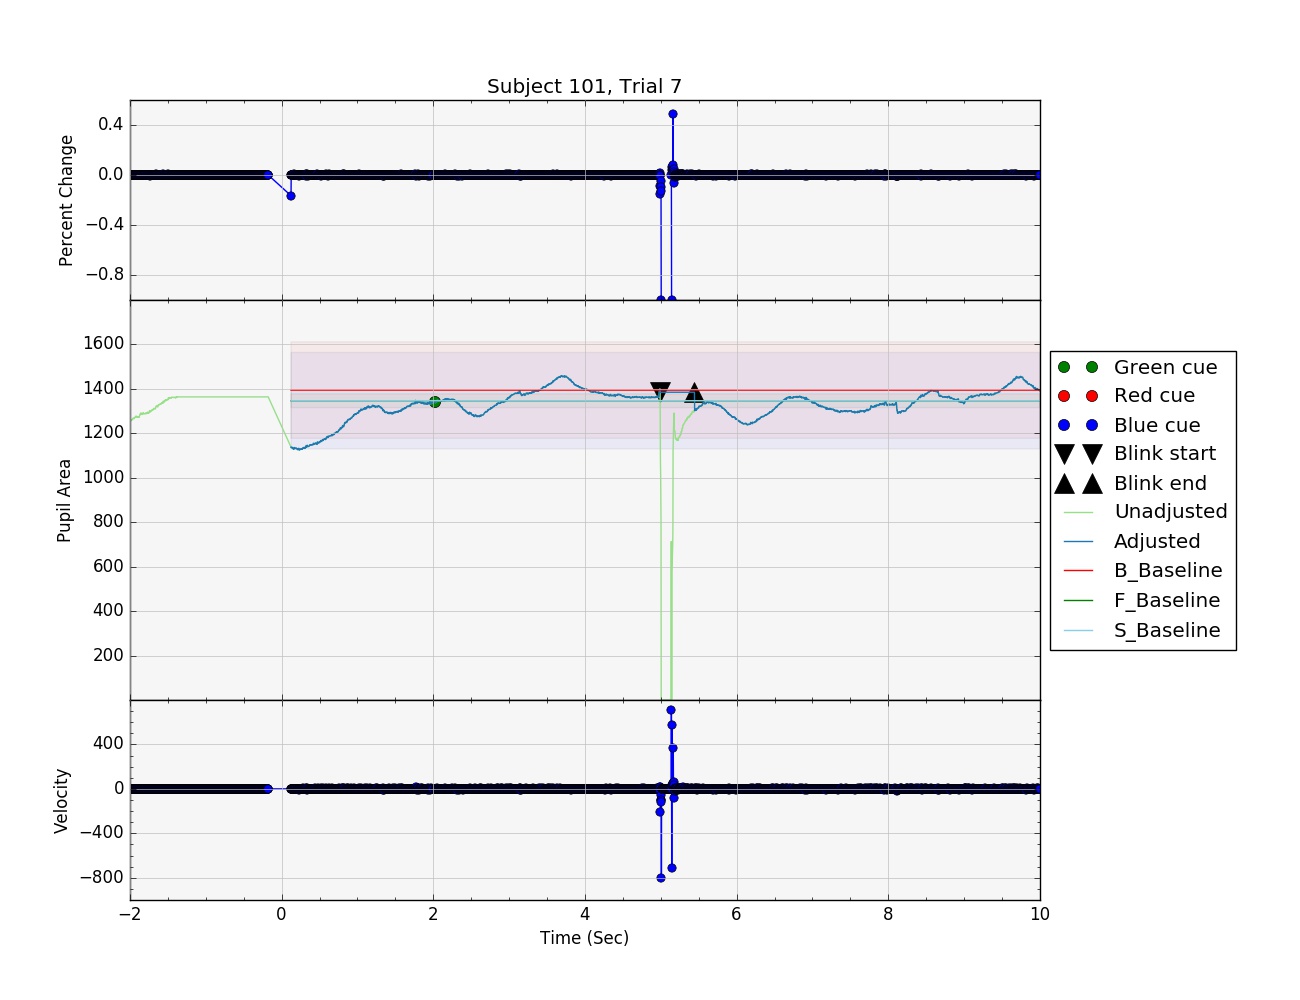 Subject 101, Trial 7
0.4
0.0
−0.4
−0.8
Percent Change
1600
1400
1200
1000
800
600
400
200
Pupil Area
Green cue
Red cue
Blue cue
Blink start
Blink end
Unadjusted
Adjusted
B_Baseline
F_Baseline
S_Baseline
400
0
−400
−800
Velocity
−2 0 2 4 6 8 10
Time (Sec)